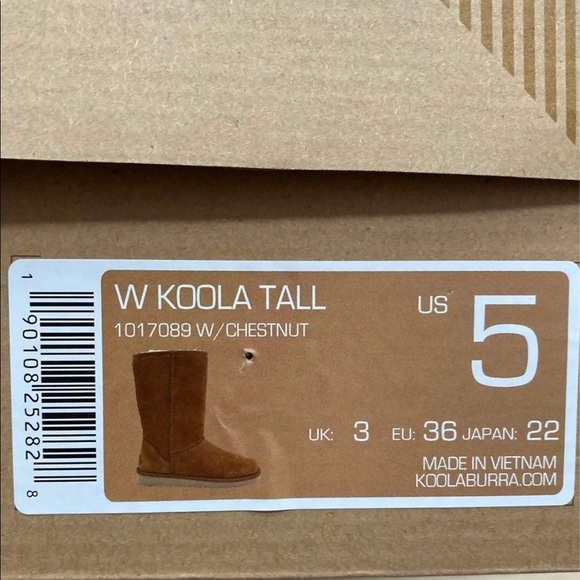 W KOOLA TALL
1017089 W/CHESTNUT
US 5
UK: 3 EU: 36 JAPAN: 22
MADE IN VIETNAM
KOOLABURRA.COM
1 90108 25282 8